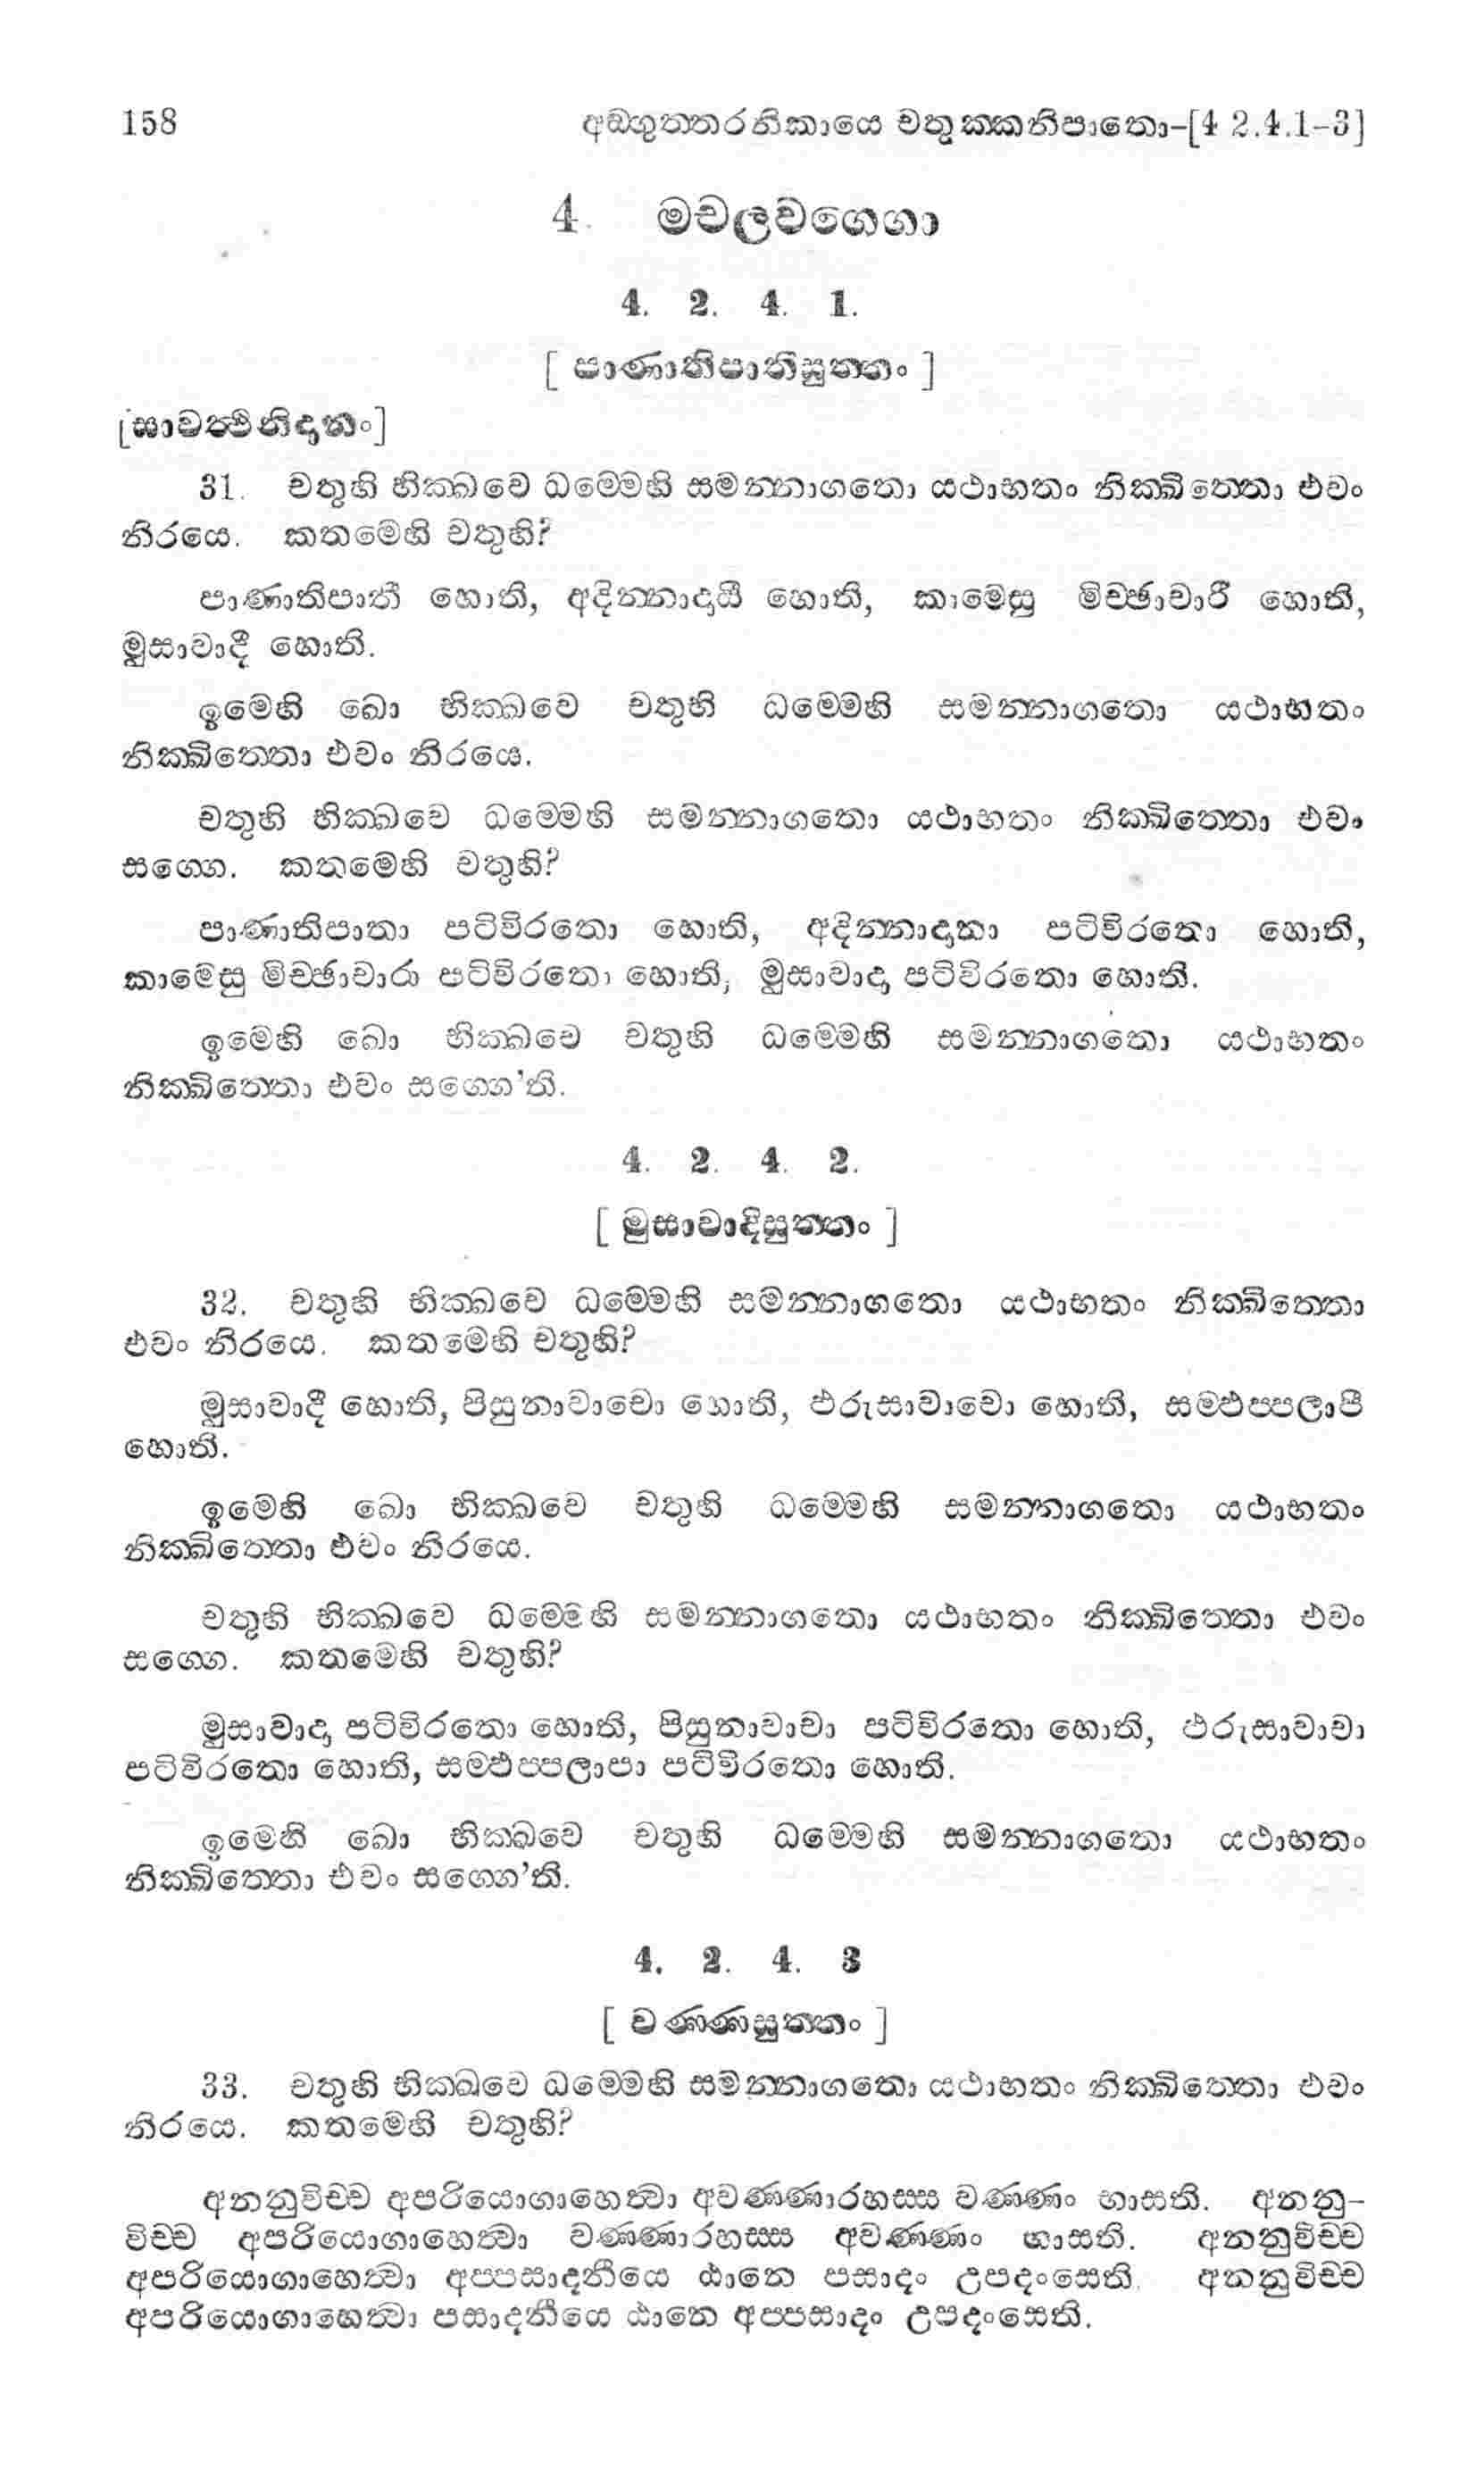 158 අඞ්ගුත්තරනිකායෙ චතුක්කනිපාතො-[4 2.4.1-3]
4. මචලවග්ගො
4. 2. 4. 1.
[ පාණාතිපාතීසුත්තං ]
[සාවත්ථිනිදානං]
31. චතුහි භික්ඛවෙ ධම්මෙහි සමන්නාගතො යථාභතං නික්ඛිත්තො එවං
නිරයෙ. කතමෙහි චතුහි?
පාණාතිපාතී හොති, අදින්නාදායී හොති, කාමෙසු මිච්ඡාචාරී හොති,
මුසාවාදී හොති.
ඉමෙහි ඛො භික්ඛවෙ චතුහි ධම්මෙහි සමන්නාගතො යථාභතං
නික්ඛිත්තො එවං නිරයෙ.
චතුහි භික්ඛවෙ ධම්මෙහි සමන්නාගතො යථාභතං නික්ඛිත්තො එවං
සග්ගෙ. කතමෙහි චතුහි?
පාණාතිපාතා පටිවිරතො හොති, අදින්නාදානා පටිවිරතො හොති,
කාමෙසු මිච්ඡාචාරා පටිවිරතො හොති, මුසාවාදා පටිවිරතො හොති.
ඉමෙහි ඛො භික්ඛවෙ චතුහි ධම්මෙහි සමන්නාගතො යථාභතං
නික්ඛිත්තො එවං සග්ගෙ'ති.
4. 2. 4. 2.
[ මුසාවාදීසුත්තං ]
32. චතුහි භික්ඛවෙ ධම්මෙහි සමන්නාගතො යථාභතං නික්ඛිත්තො
එවං නිරයෙ. කතමෙහි චතුහි?
මුසාවාදී හොති, පිසුනාවාචො හොති, ඵරුසාවාචො හොති, සම්ඵප්පලාපී
හොති.
ඉමෙහි ඛො භික්ඛවෙ චතුහි ධම්මෙහි සමන්නාගතො යථාභතං
නික්ඛිත්තො එවං නිරයෙ.
චතුහි භික්ඛවෙ ධම්මෙහි සමන්නාගතො යථාභතං නික්ඛිත්තො එවං
සග්ගෙ. කතමෙහි චතුහි?
මුසාවාදා පටිවිරතො හොති, පිසුනාවාචා පටිවිරතො හොති, ඵරුසාවාචා
පටිවිරතො හොති, සම්ඵප්පලාපා පටිවිරතො හොති.
ඉමෙහි ඛො භික්ඛවෙ චතුහි ධම්මෙහි සමන්නාගතො යථාභතං
නික්ඛිත්තො එවං සග්ගෙ'ති.
4. 2. 4. 3
[ වණ්ණසුත්තං ]
33. චතුහි භික්ඛවෙ ධම්මෙහි සමන්නාගතො යථාභතං නික්ඛිත්තො එවං
නිරයෙ. කතමෙහි චතුහි?
අනනුවිච්ච අපරියොගාහෙත්වා අවණ්ණාරහස්ස වණ්ණං භාසති. අනනු-
විච්ච අපරියොගාහෙත්වා වණ්ණාරහස්ස අවණ්ණං භාසති. අනනුවිච්ච
අපරියොගාහෙත්වා අප්පසාදනීයෙ ඨානෙ පසාදං උපදංසෙති. අනනුවිච්ච
අපරියොගාහෙත්වා පසාදනීයෙ ඨානෙ අප්පසාදං උපදංසෙති.